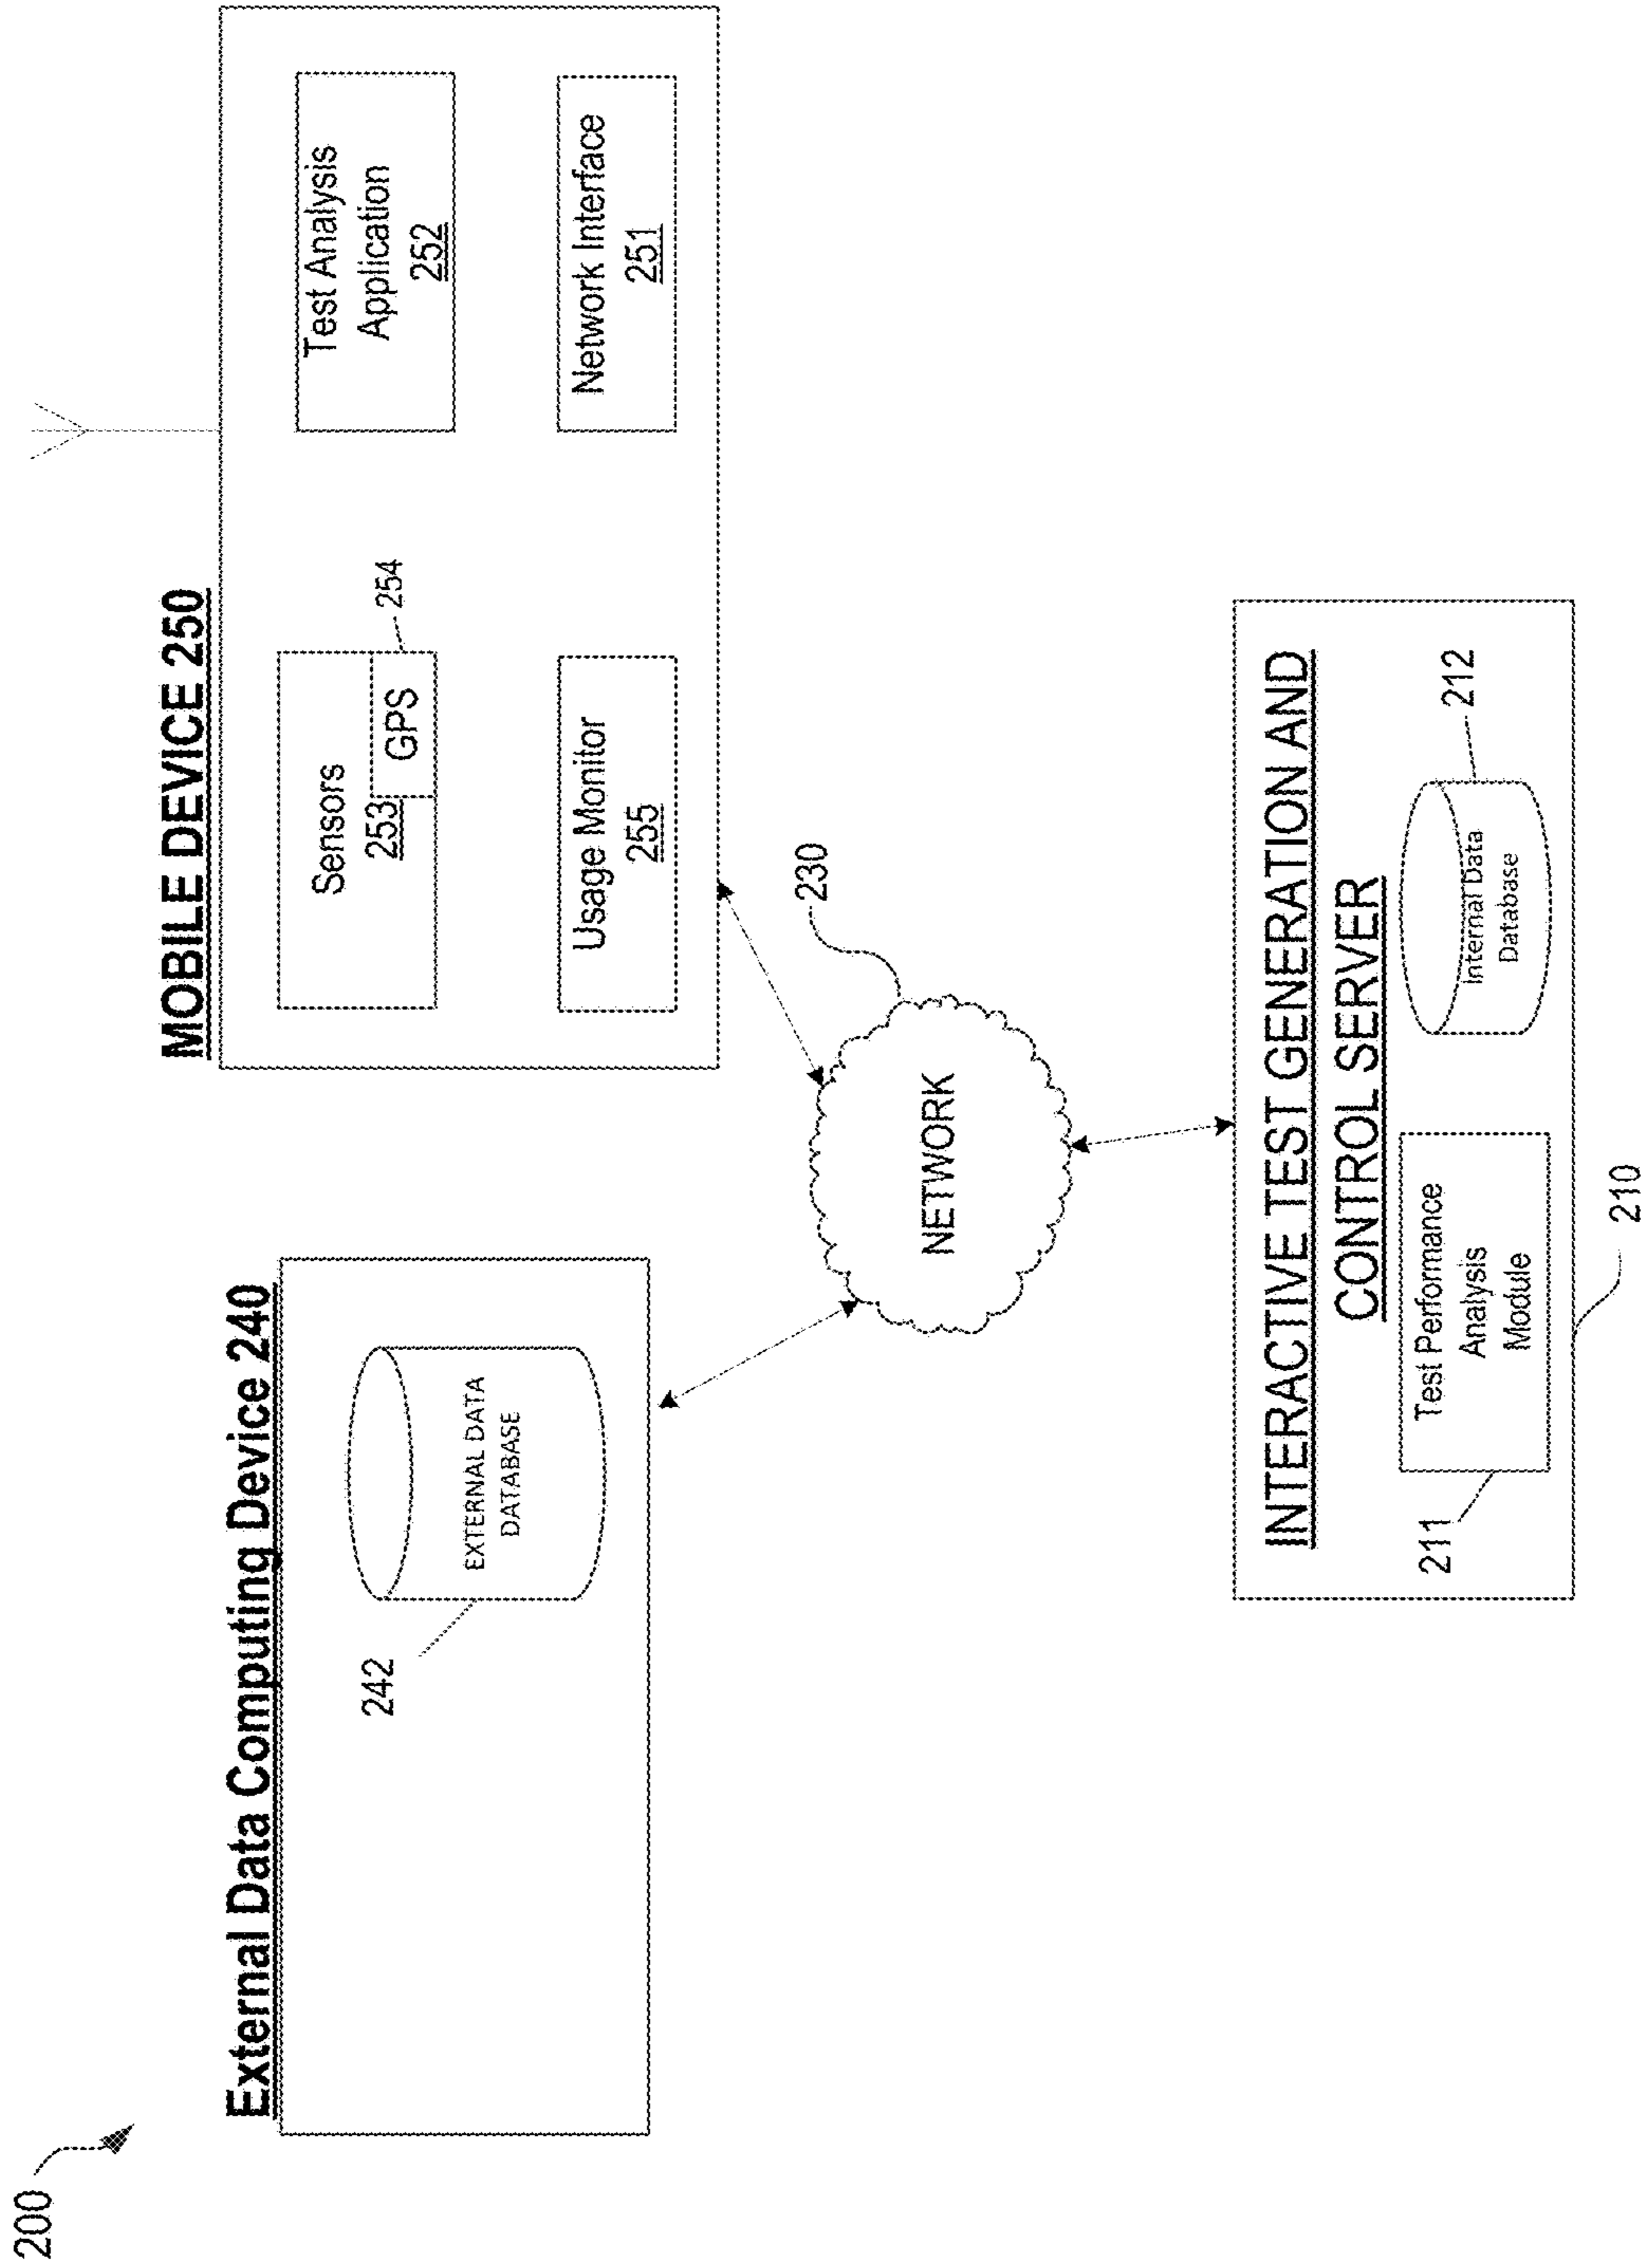 200
External Data Computing Device 240
242
EXTERNAL DATA
DATABASE
MOBILE DEVICE 250
Sensors
253
GPS
254
Test Analysis
Application
252
Usage Monitor
255
Network Interface
251
230
NETWORK
INTERACTIVE TEST GENERATION AND
CONTROL SERVER
211
Test Performance
Analysis
Module
Internal Data
Database
212
210